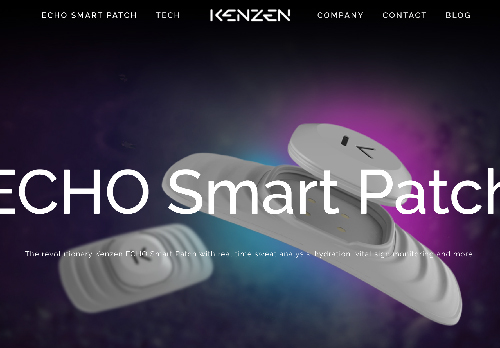 ECHO SMART PATCH TECH KENZEN COMPANY CONTACT BLOG
ECHO Smart Patch
The revolutionary Kenzen ECHO Smart Patch with real time sweat analysis, hydration, vital sign monitoring and more